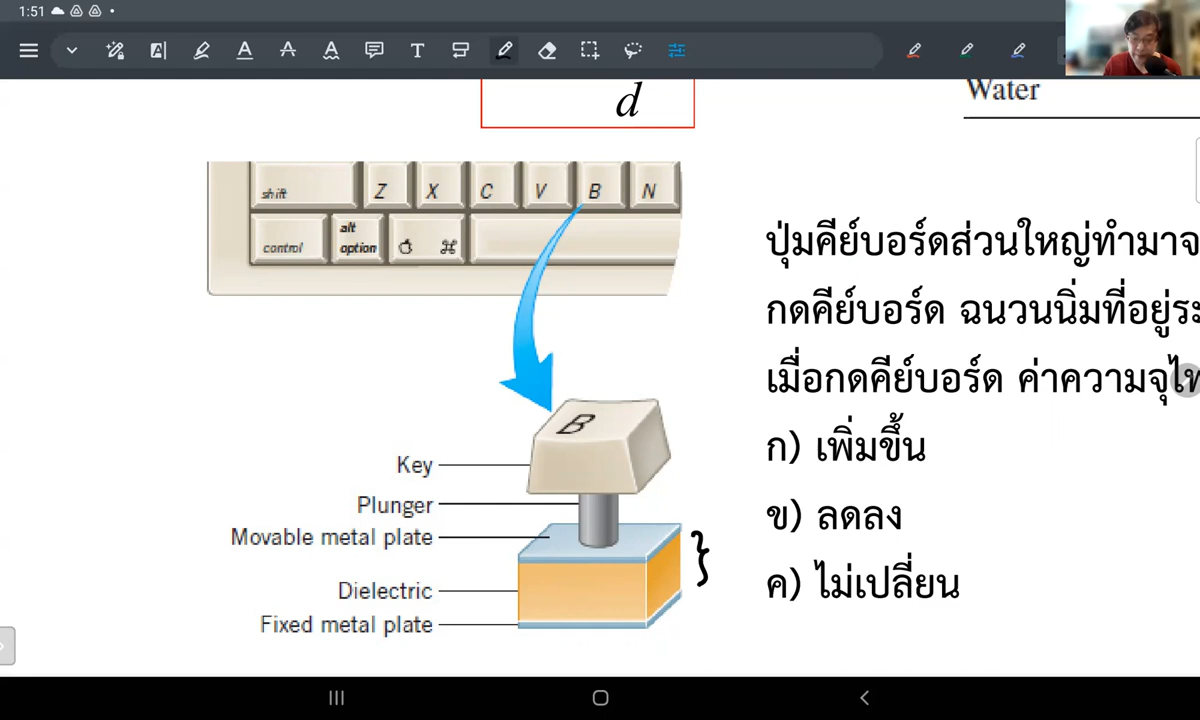 1:51
d
Water
shift Z X C V B N
control alt option ⌘
B
Key
Plunger
Movable metal plate
Dielectric
Fixed metal plate
ปุ่มคีย์บอร์ดส่วนใหญ่ทำมาจ
กดคีย์บอร์ด ฉนวนนิ่มที่อยู่ระ
เมื่อกดคีย์บอร์ด ค่าความจุไ
ก) เพิ่มขึ้น
ข) ลดลง
ค) ไม่เปลี่ยน